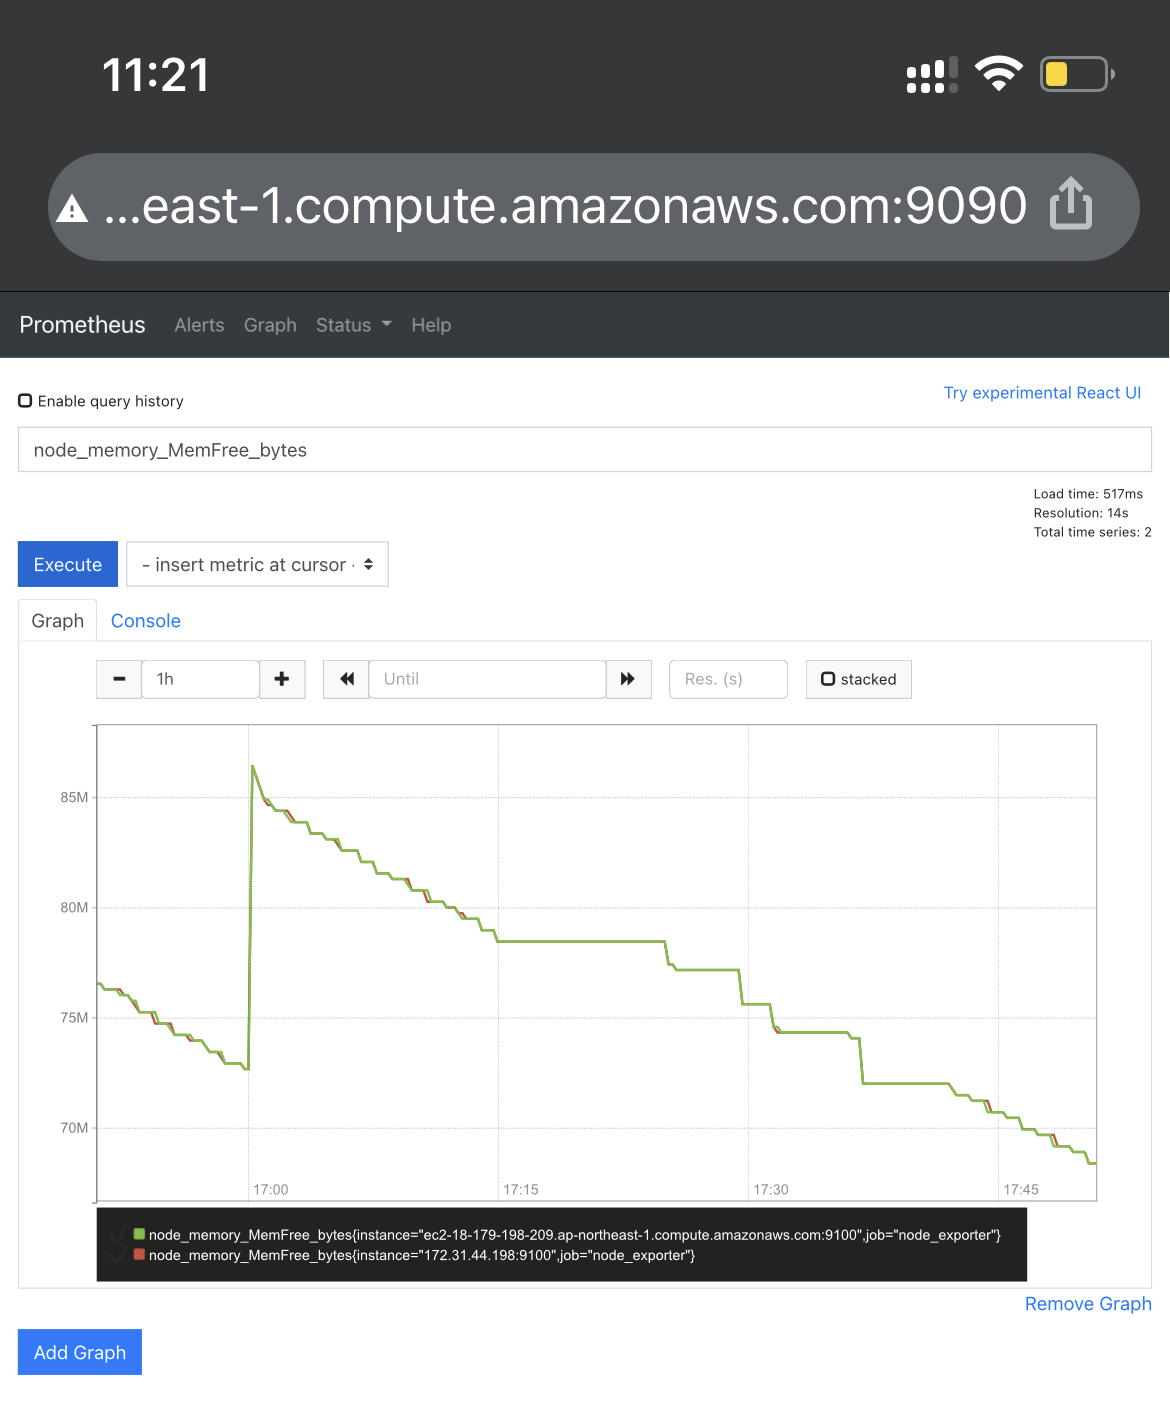 11:21
...east-1.compute.amazonaws.com:9090
Prometheus Alerts Graph Status Help
Enable query history
Try experimental React UI
node_memory_MemFree_bytes
Load time: 517ms
Resolution: 14s
Total time series: 2
Execute
- insert metric at cursor -
Graph Console
1h Until Res. (s) stacked
85M
80M
75M
70M
17:00 17:15 17:30 17:45
node_memory_MemFree_bytes{instance="ec2-18-179-198-209.ap-northeast-1.compute.amazonaws.com:9100",job="node_exporter"}
node_memory_MemFree_bytes{instance="172.31.44.198:9100",job="node_exporter"}
Remove Graph
Add Graph